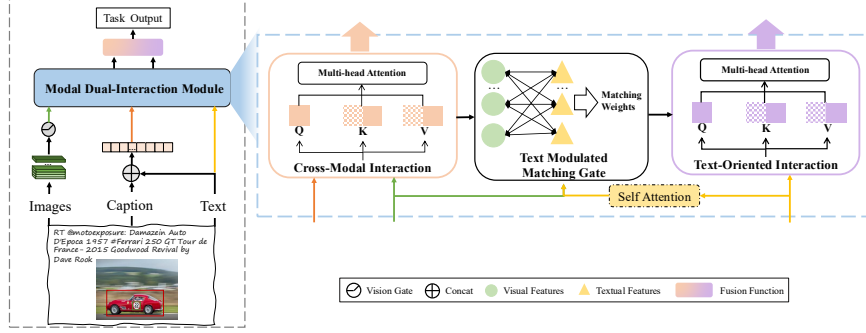 Task Output
Modal Dual-Interaction Module
...
Images
Caption
Text
RT @motoexposure: Damazein Auto
D'Epoca 1957 #Ferrari 250 GT Tour de
France- 2015 Goodwood Revival by
Dave Rook
Multi-head Attention
Q K V
Cross-Modal Interaction
...
...
Matching
Weights
Text Modulated
Matching Gate
Multi-head Attention
Q K V
Text-Oriented Interaction
Self Attention
Vision Gate
Concat
Visual Features
Textual Features
Fusion Function